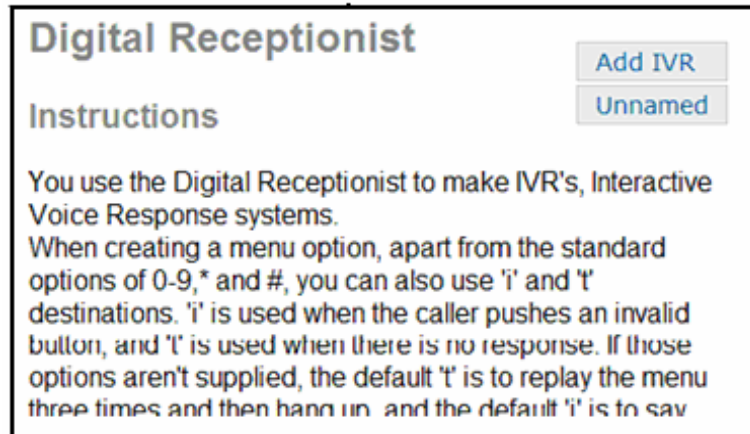 Digital Receptionist
Add IVR
Unnamed
Instructions
You use the Digital Receptionist to make IVR's, Interactive
Voice Response systems.
When creating a menu option, apart from the standard
options of 0-9,* and #, you can also use 'i' and 't'
destinations. 'i' is used when the caller pushes an invalid
button, and 't' is used when there is no response. If those
options aren't supplied, the default 't' is to replay the menu
three times and then hang up, and the default 'i' is to say